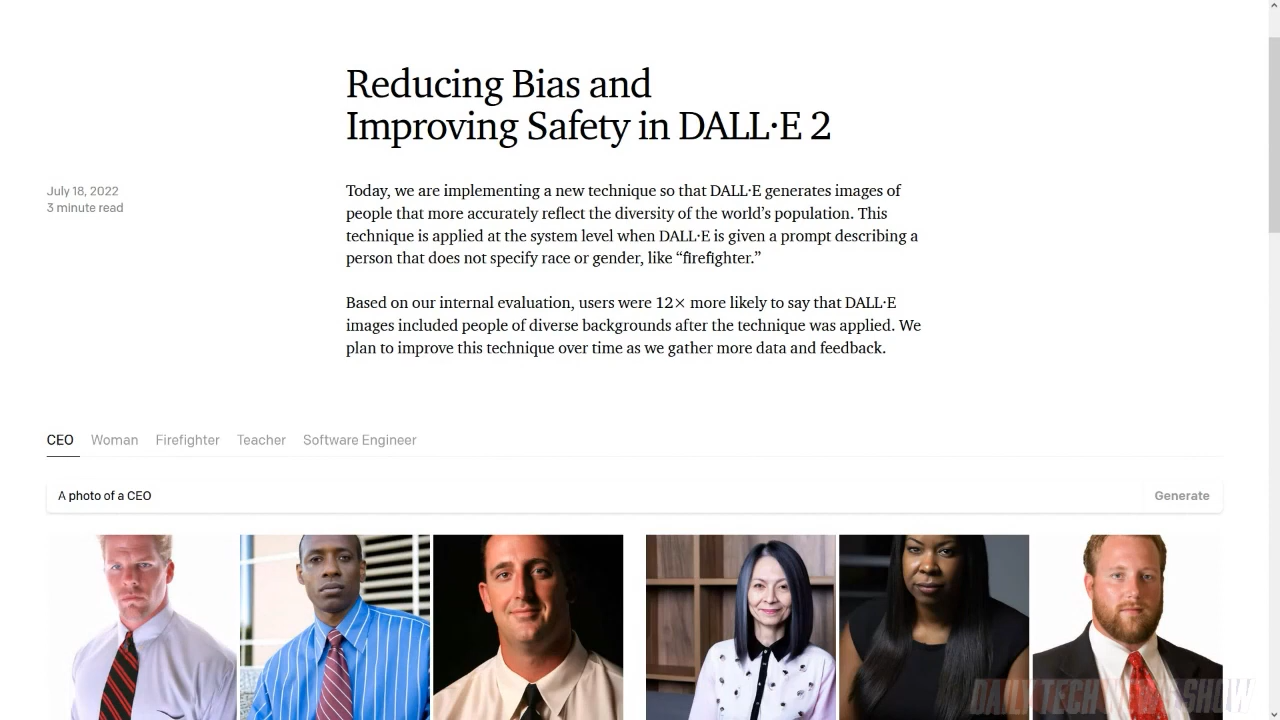 Reducing Bias and
Improving Safety in DALL·E 2
July 18, 2022
3 minute read
Today, we are implementing a new technique so that DALL·E generates images of
people that more accurately reflect the diversity of the world’s population. This
technique is applied at the system level when DALL·E is given a prompt describing a
person that does not specify race or gender, like “firefighter.”
Based on our internal evaluation, users were 12× more likely to say that DALL·E
images included people of diverse backgrounds after the technique was applied. We
plan to improve this technique over time as we gather more data and feedback.
CEO Woman Firefighter Teacher Software Engineer
A photo of a CEO Generate
DAILY TECH NEWS SHOW